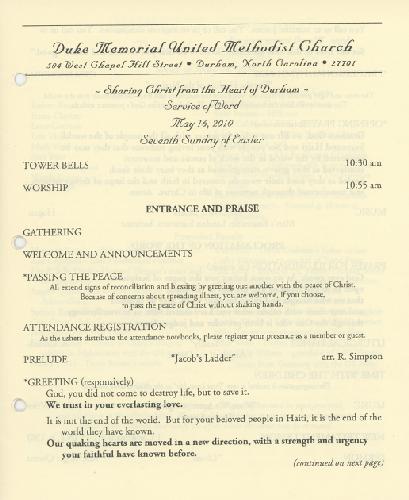 Duke Memorial United Methodist Church
504 West Chapel Hill Street • Durham, North Carolina • 27701
~ Sharing Christ from the Heart of Durham ~
Service of Word
May 16, 2010
Seventh Sunday of Easter
TOWER BELLS 10:30 am
WORSHIP 10:55 am
ENTRANCE AND PRAISE
GATHERING
WELCOME AND ANNOUNCEMENTS
*PASSING THE PEACE
All extend signs of reconciliation and blessing by greeting one another with the peace of Christ.
Because of concerns about spreading illness, you are welcome, if you choose,
to pass the peace of Christ without shaking hands.
ATTENDANCE REGISTRATION
As the ushers distribute the attendance notebooks, please register your presence as a member or guest.
PRELUDE "Jacob's Ladder" arr. R. Simpson
*GREETING (responsively)
God, you did not come to destroy life, but to save it.
We trust in your everlasting love.
It is not the end of the world. But for your beloved people in Haiti, it is the end of the
world they have known.
Our quaking hearts are moved in a new direction, with a strength and urgency
your faithful have known before.
(continued on next page)